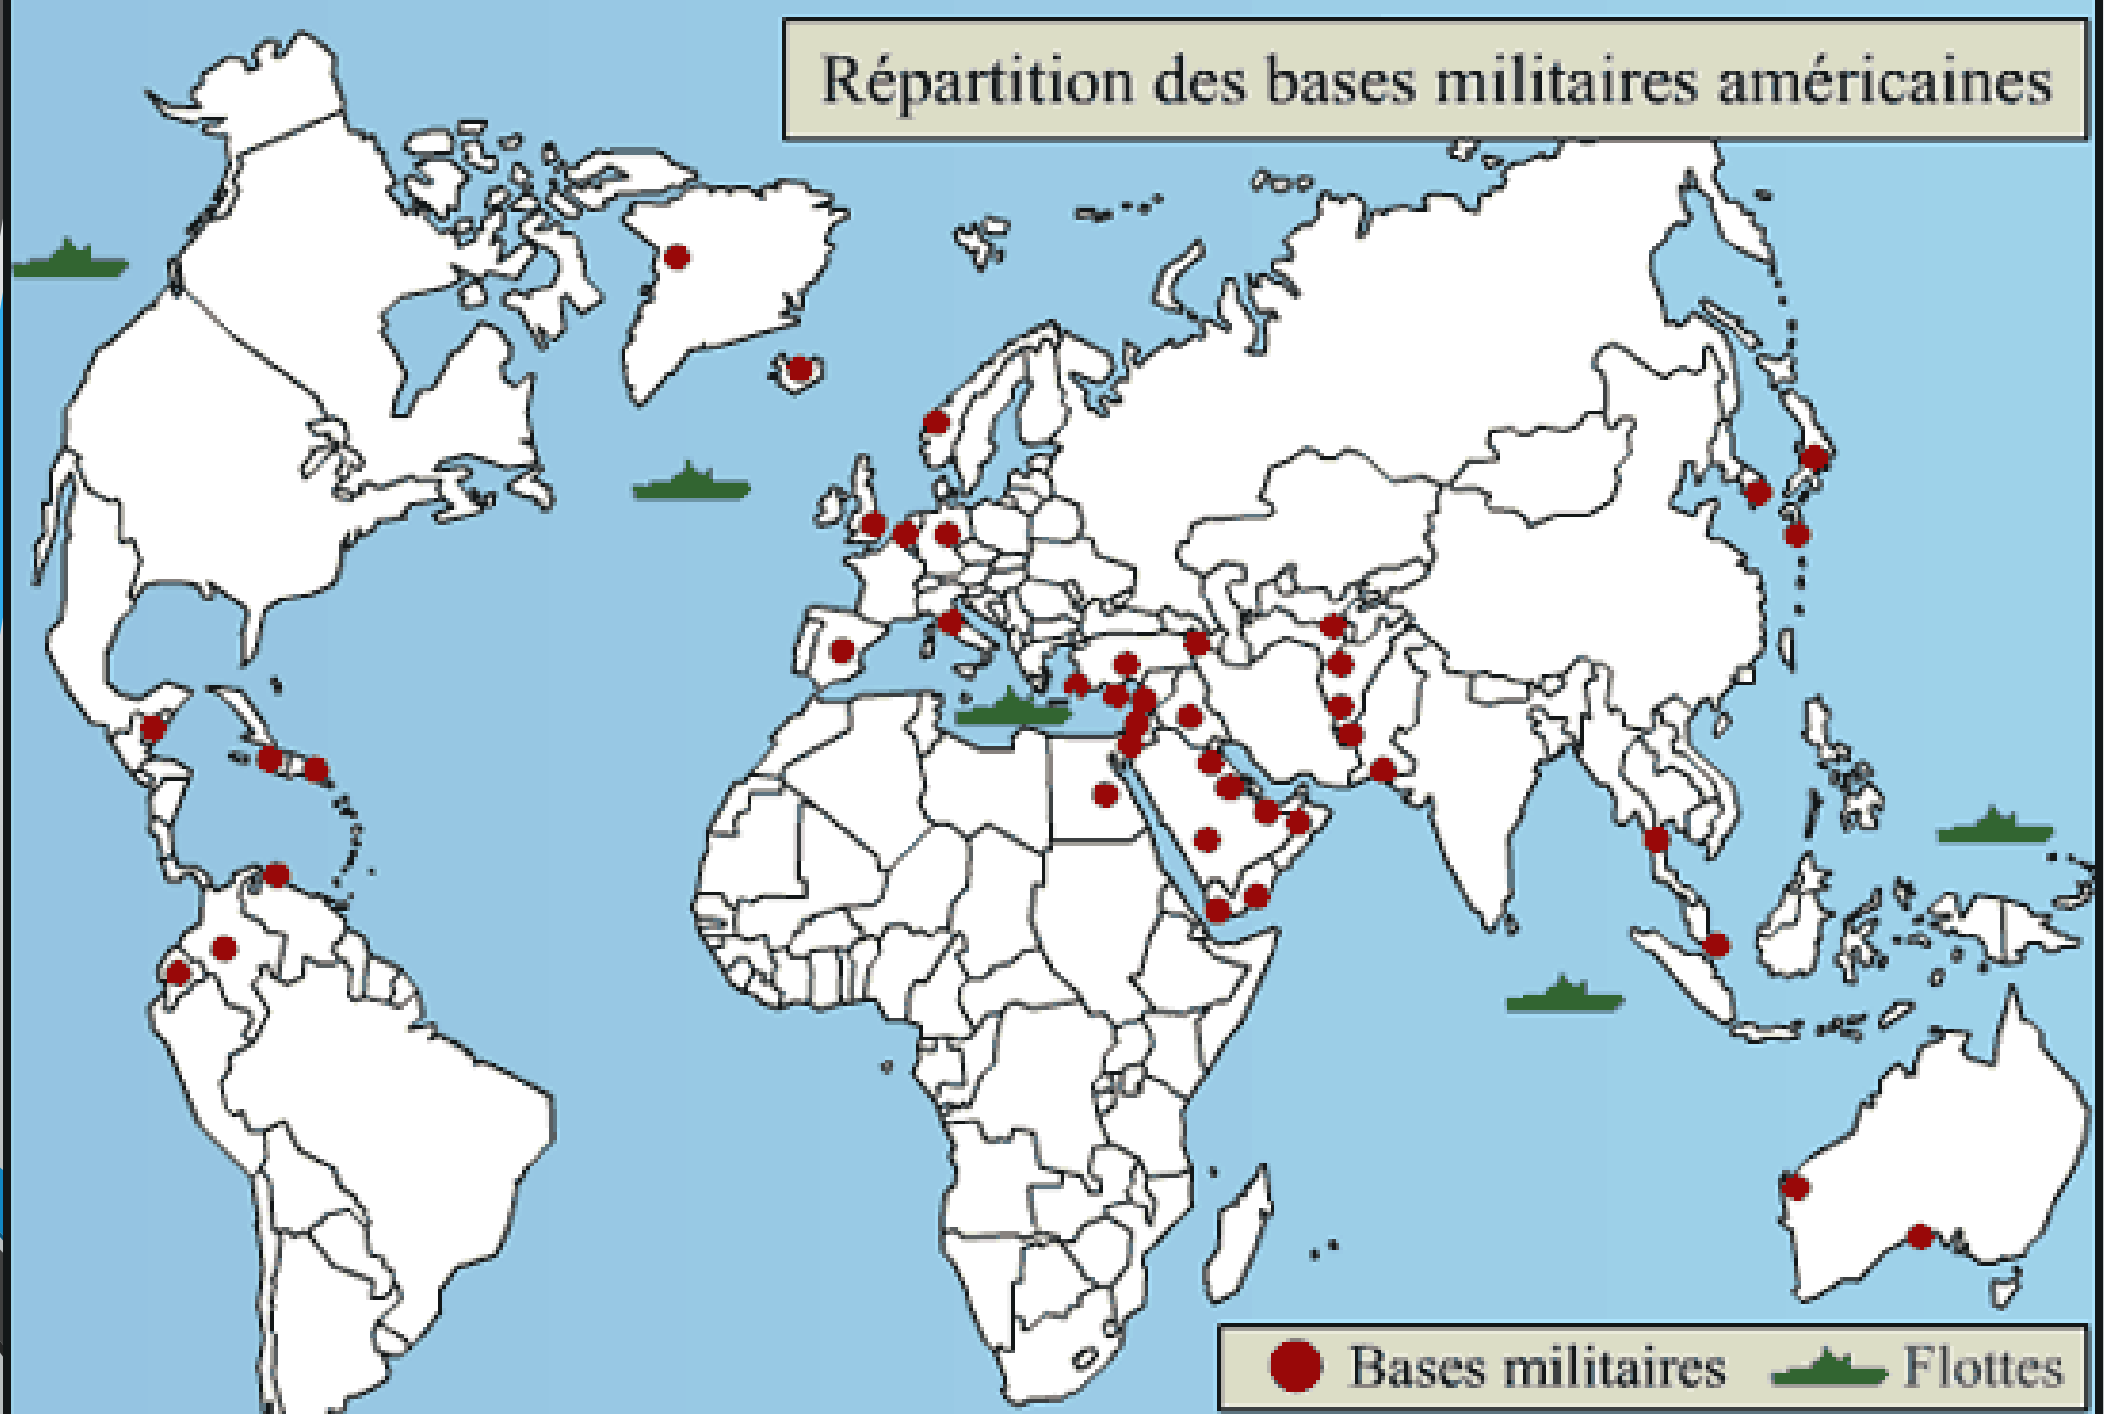 Répartition des bases militaires américaines
Bases militaires
Flottes